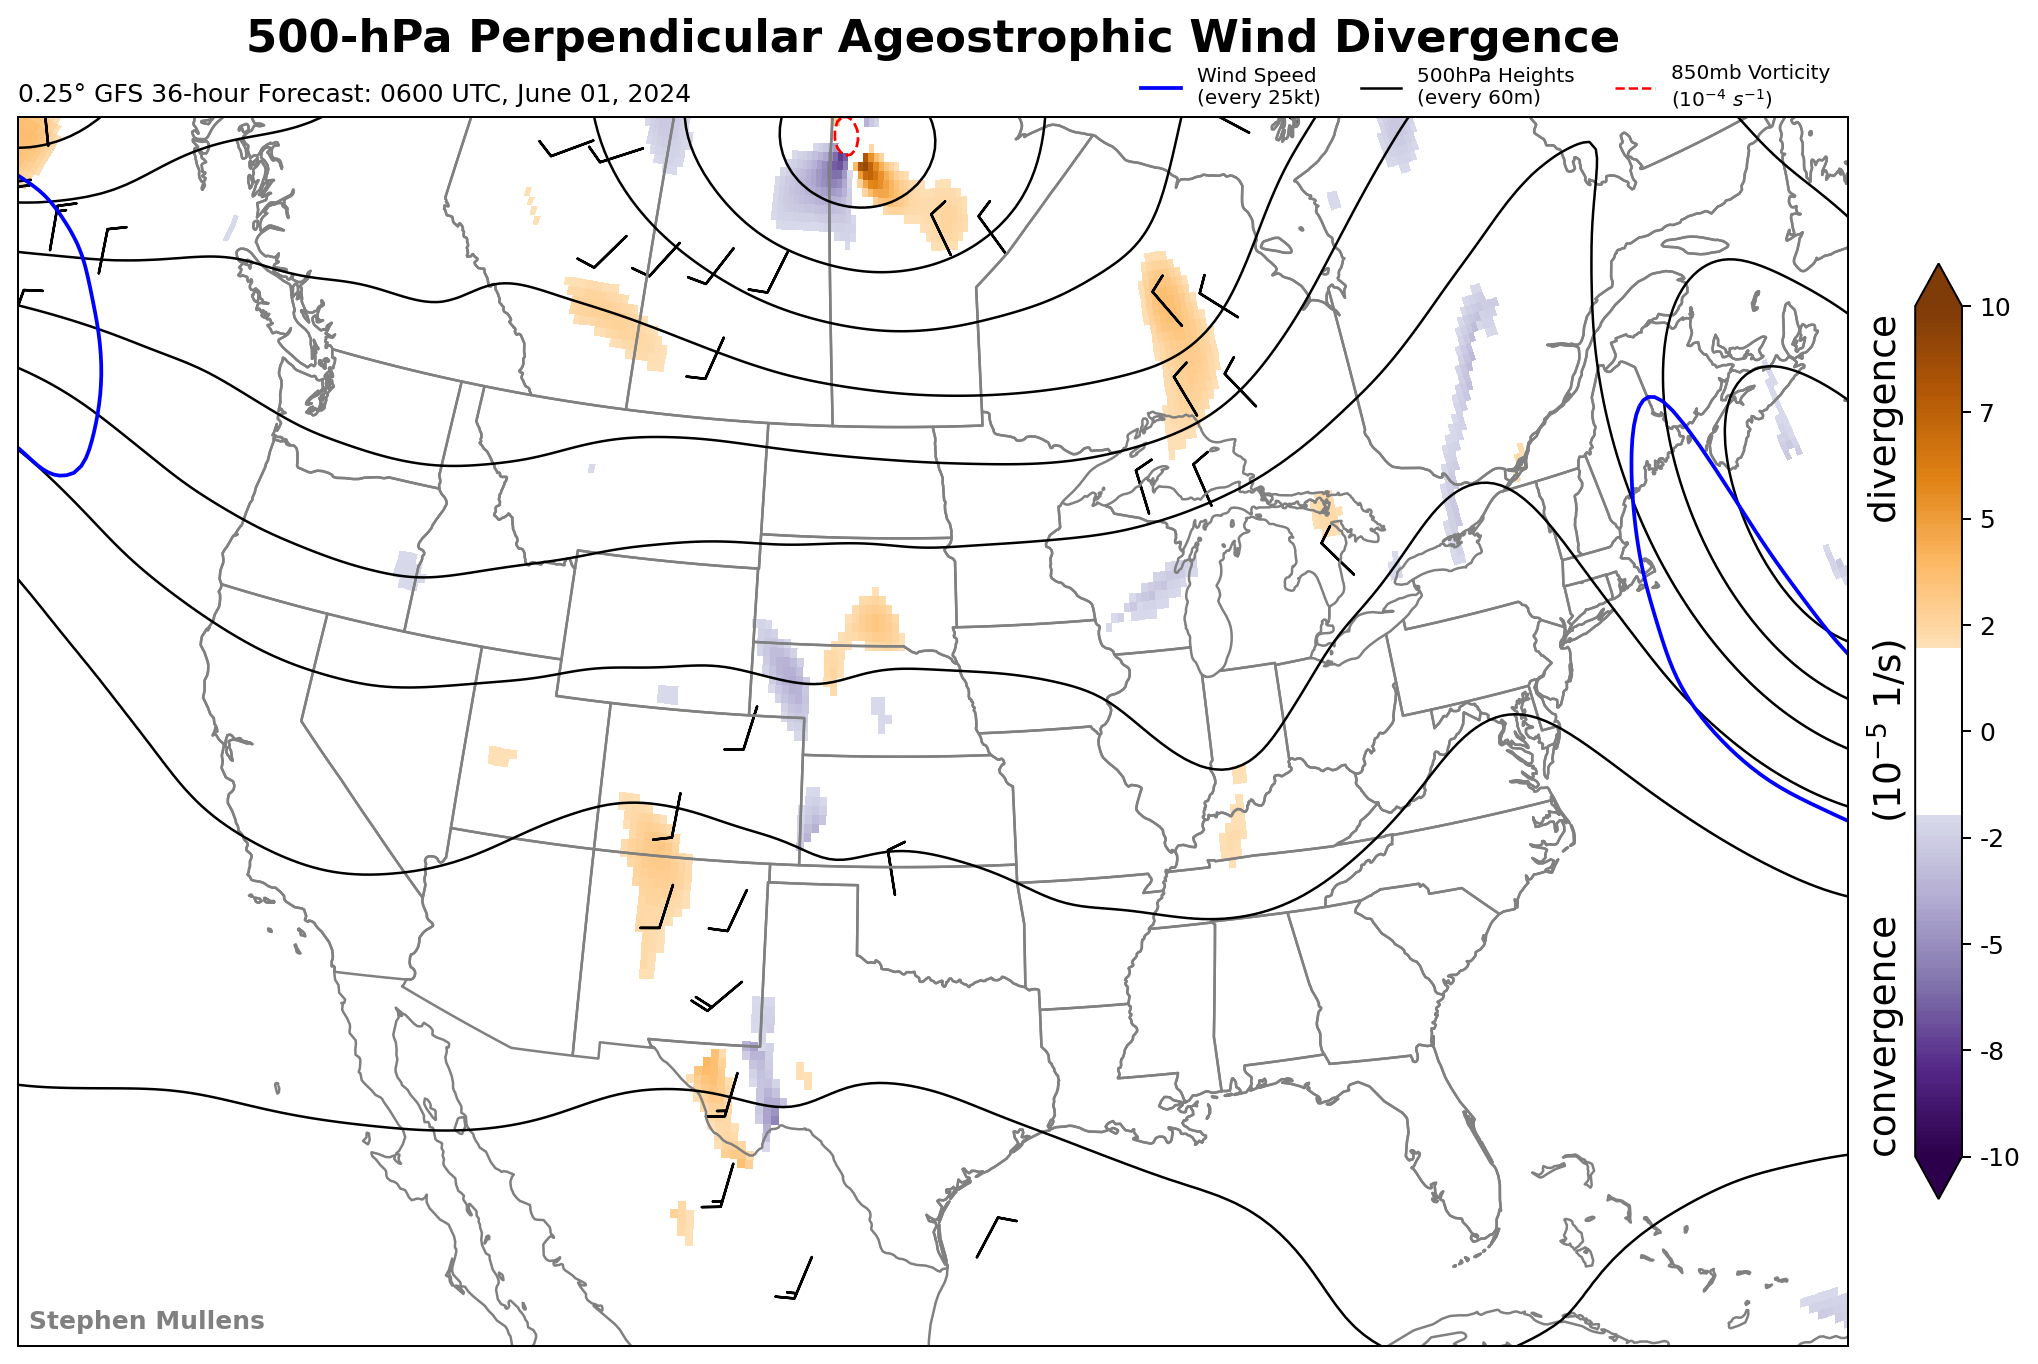 500-hPa Perpendicular Ageostrophic Wind Divergence
0.25° GFS 36-hour Forecast: 0600 UTC, June 01, 2024
Wind Speed
(every 25kt)
500hPa Heights
(every 60m)
850mb Vorticity
(10⁻⁴ s⁻¹)
10
7
5
2
0
-2
-5
-8
-10
convergence (10⁻⁵ 1/s) divergence
Stephen Mullens